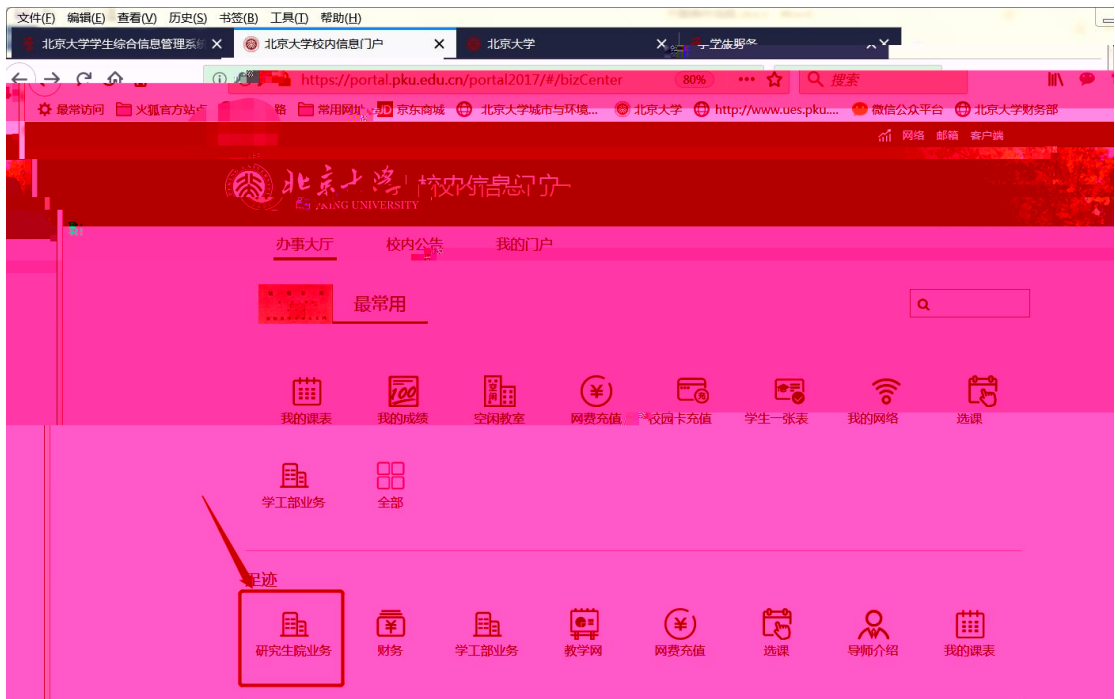 文件(F) 编辑(E) 查看(V) 历史(S) 书签(B) 工具(T) 帮助(H)
北京大学学生综合信息管理系统 北京大学校内信息门户 北京大学
https://portal.pku.edu.cn/portal2017/#/bizCenter 80% 搜索
最常访问 火狐官方站点 常用网址 JD 京东商城 北京大学城市与环境... 北京大学 http://www.ues.pku.... 微信公众平台 北京大学财务部
网络 邮箱 客户端
北京大学 校内信息门户
UNIVERSITY
办事大厅 校内公告 我的门户
最常用
我的课表 我的成绩 空闲教室 网费充值 校园卡充值 学生一张表 我的网络 选课
学工部业务 全部
足迹
研究生院业务 财务 学工部业务 教学网 网费充值 选课 导师介绍 我的课表